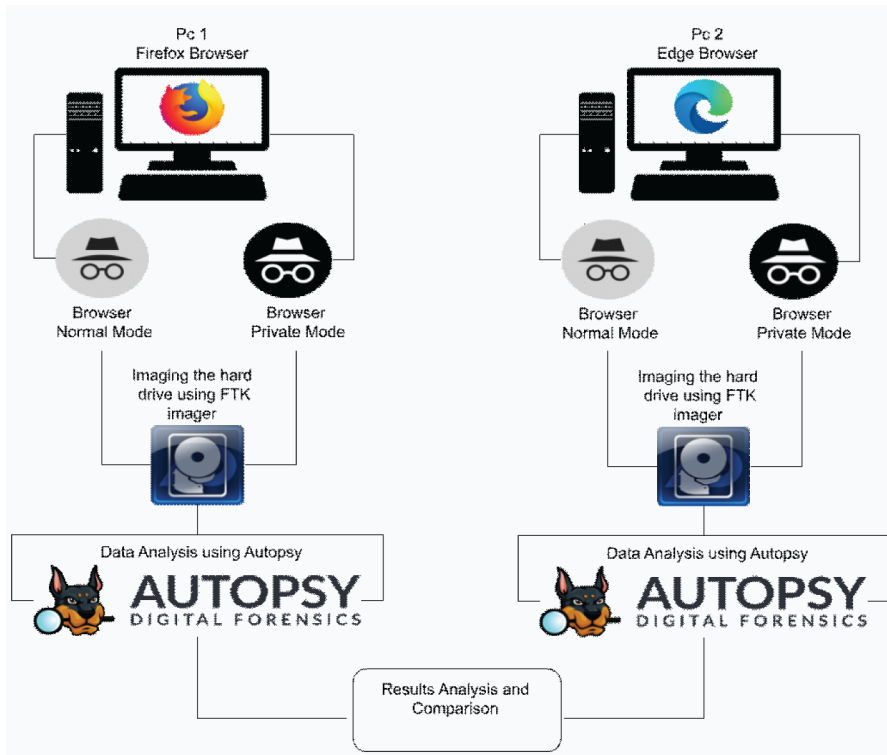 Pc 1
Firefox Browser
Pc 2
Edge Browser
Browser
Normal Mode
Browser
Private Mode
Browser
Normal Mode
Browser
Private Mode
Imaging the hard
drive using FTK
imager
Imaging the hard
drive using FTK
imager
Data Analysis using Autopsy
AUTOPSY
DIGITAL FORENSICS
Data Analysis using Autopsy
AUTOPSY
DIGITAL FORENSICS
Results Analysis and
Comparison